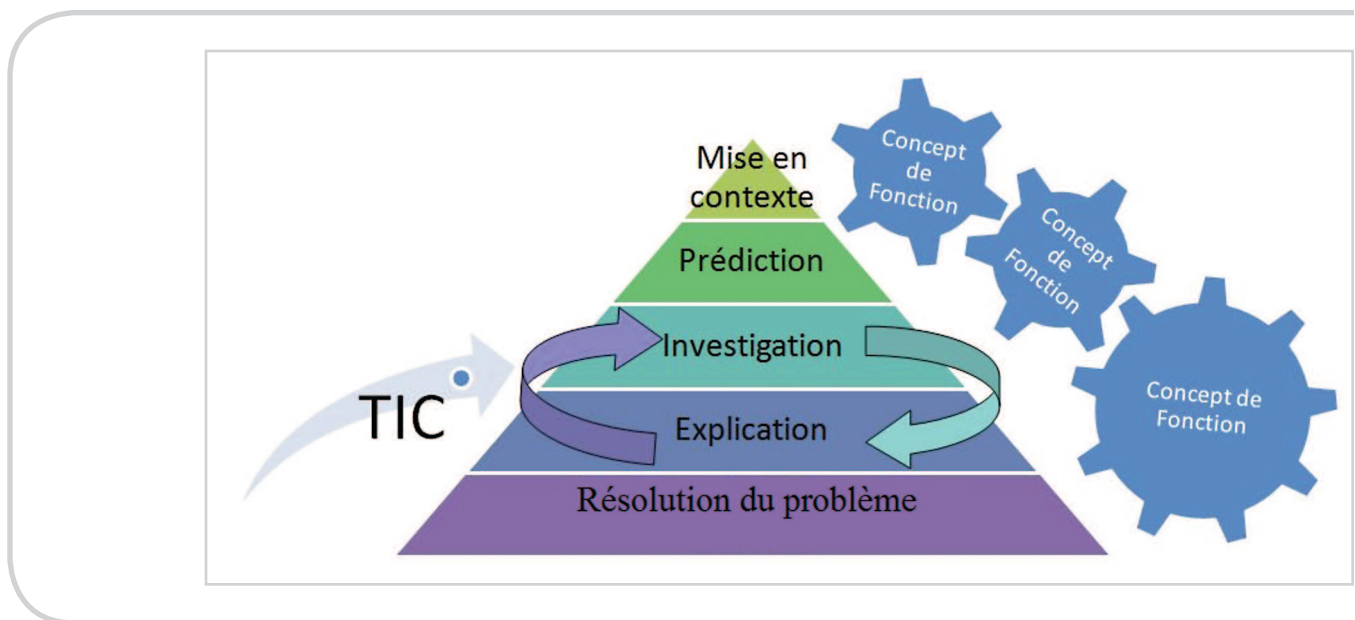 Mise en
contexte
Prédiction
Investigation
Explication
Résolution du problème
TIC
Concept
de
Fonction
Concept
de
Fonction
Concept de
Fonction